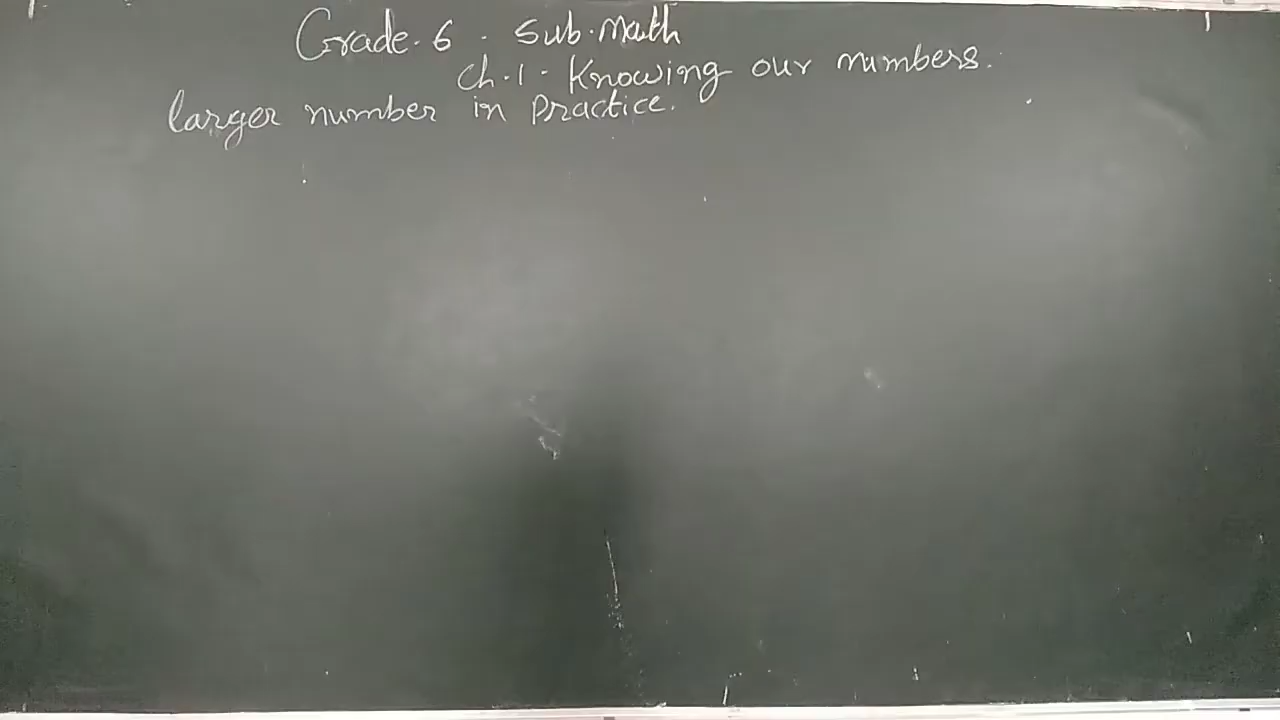 Grade. 6. Sub. Math
Ch. 1. Knowing our numbers.
larger number in Practice.